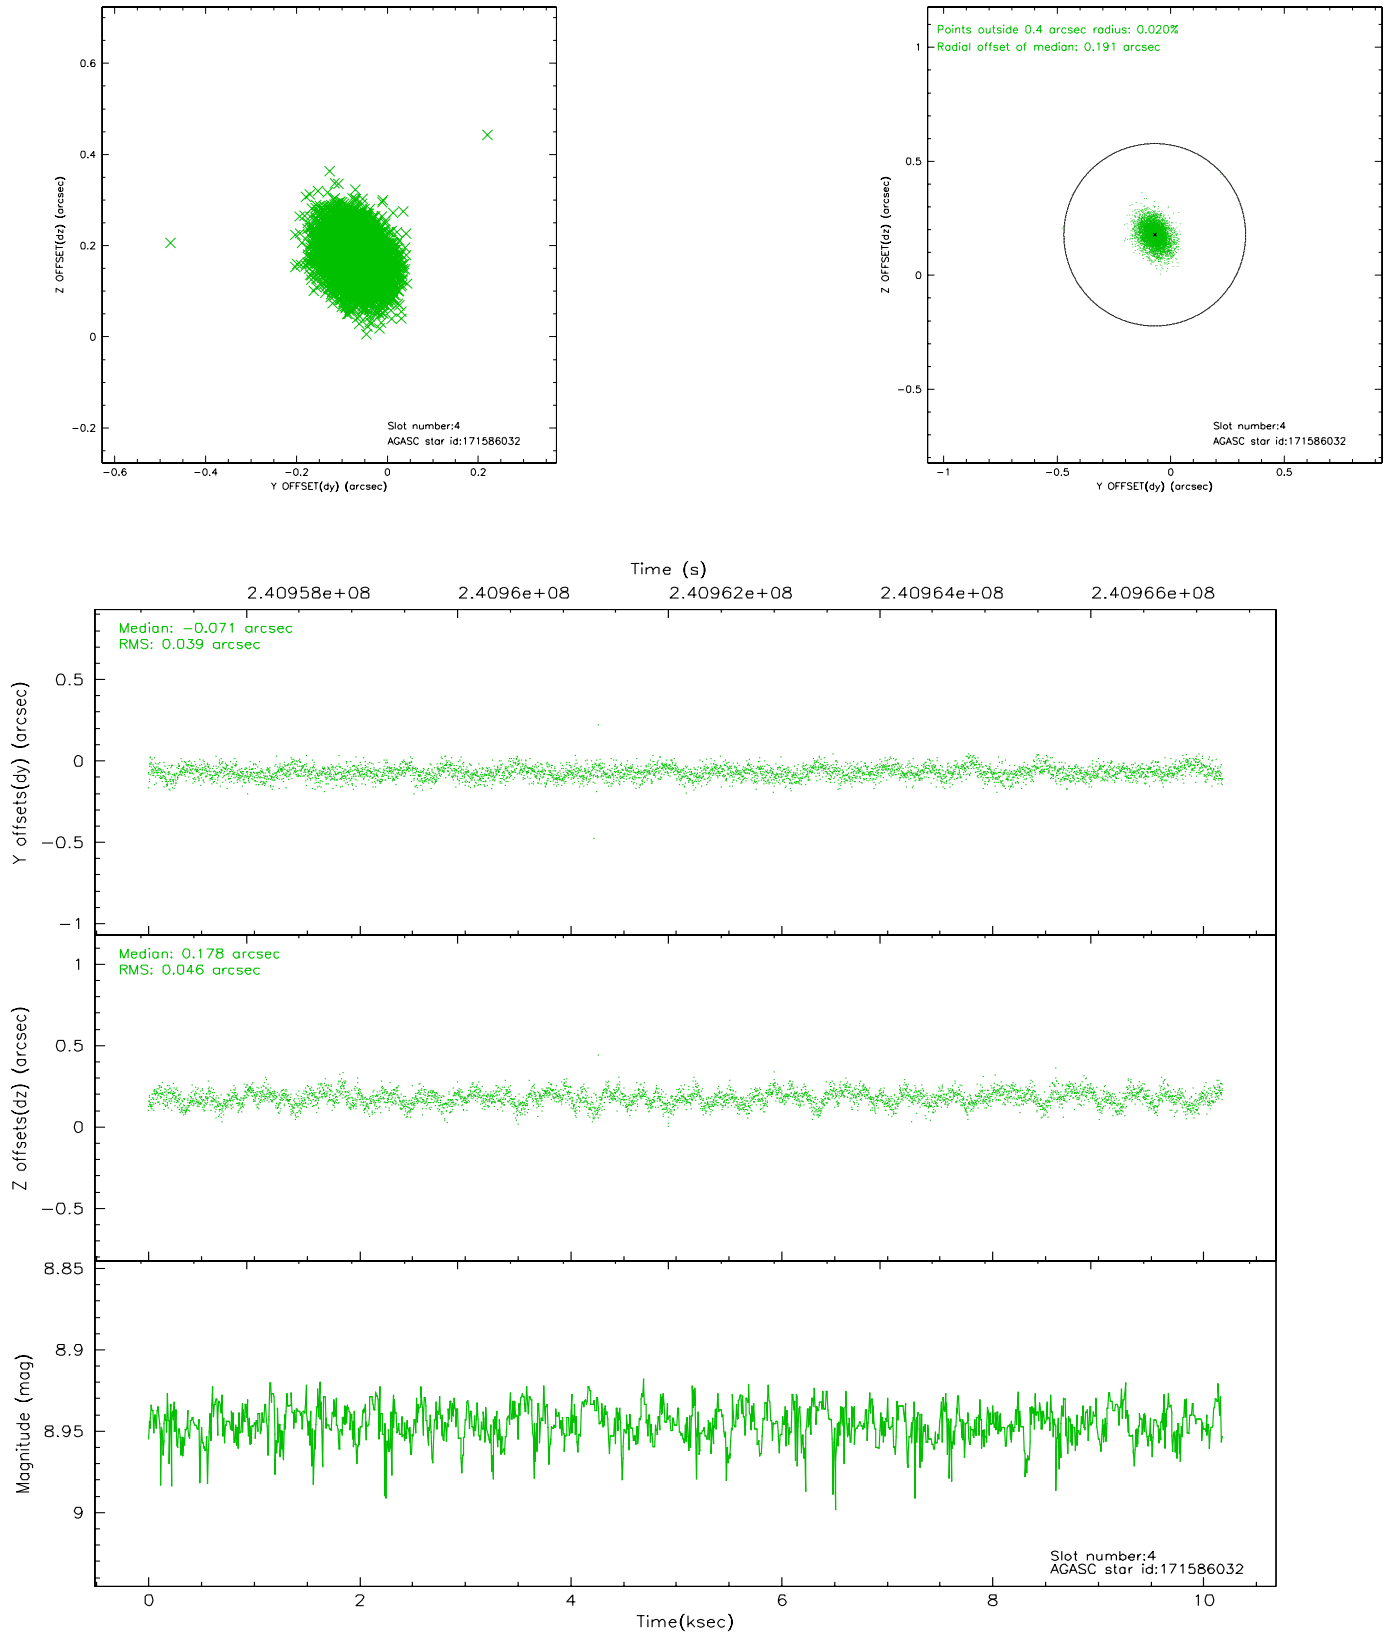 0.6
0.4
0.2
0
−0.2
Z OFFSET(dz) (arcsec)
Slot number:4
AGASC star id:171586032
−0.6 −0.4 −0.2 0 0.2
Y OFFSET(dy) (arcsec)
Points outside 0.4 arcsec radius: 0.020%
Radial offset of median: 0.191 arcsec
1
0.5
0
−0.5
Z OFFSET(dz) (arcsec)
Slot number:4
AGASC star id:171586032
−1 −0.5 0 0.5
Y OFFSET(dy) (arcsec)
Time (s)
2.40958e+08 2.4096e+08 2.40962e+08 2.40964e+08 2.40966e+08
Median: −0.071 arcsec
RMS: 0.039 arcsec
0.5
0
−0.5
−1
Y offsets(dy) (arcsec)
Median: 0.178 arcsec
RMS: 0.046 arcsec
1
0.5
0
−0.5
Z offsets(dz) (arcsec)
8.85
8.9
8.95
9
Magnitude (mag)
Slot number:4
AGASC star id:171586032
0 2 4 6 8 10
Time(ksec)